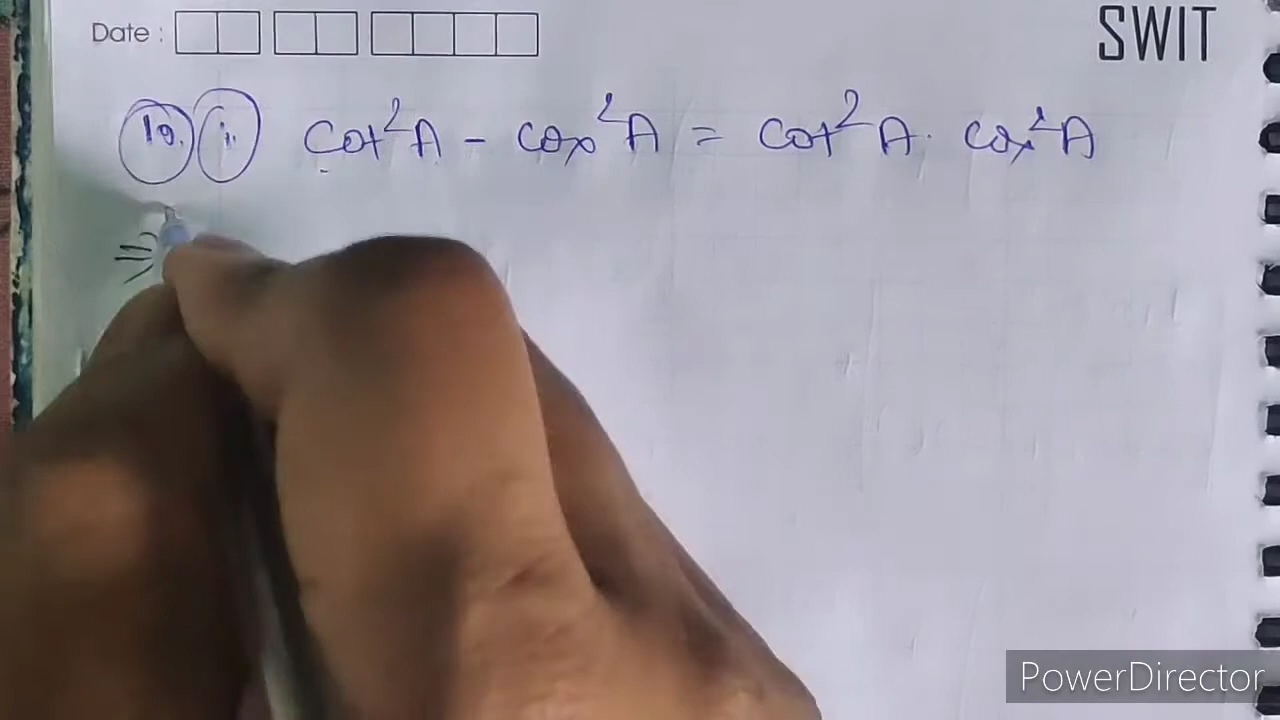 Date :
SWIT
10. i. Cot²A - Cos²A = Cot²A . Cos²A
PowerDirector